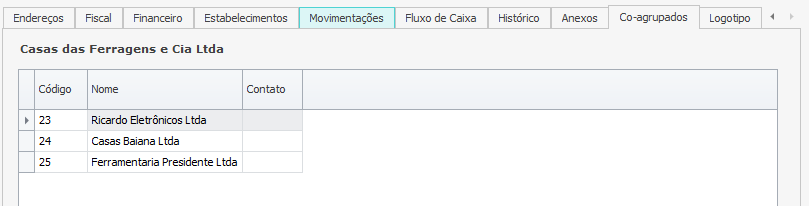 Endereços Fiscal Financeiro Estabelecimentos Movimentações Fluxo de Caixa Histórico Anexos Co-agrupados Logotipo
Casas das Ferragens e Cia Ltda
Código Nome Contato
23 Ricardo Eletrônicos Ltda
24 Casas Baiana Ltda
25 Ferramentaria Presidente Ltda